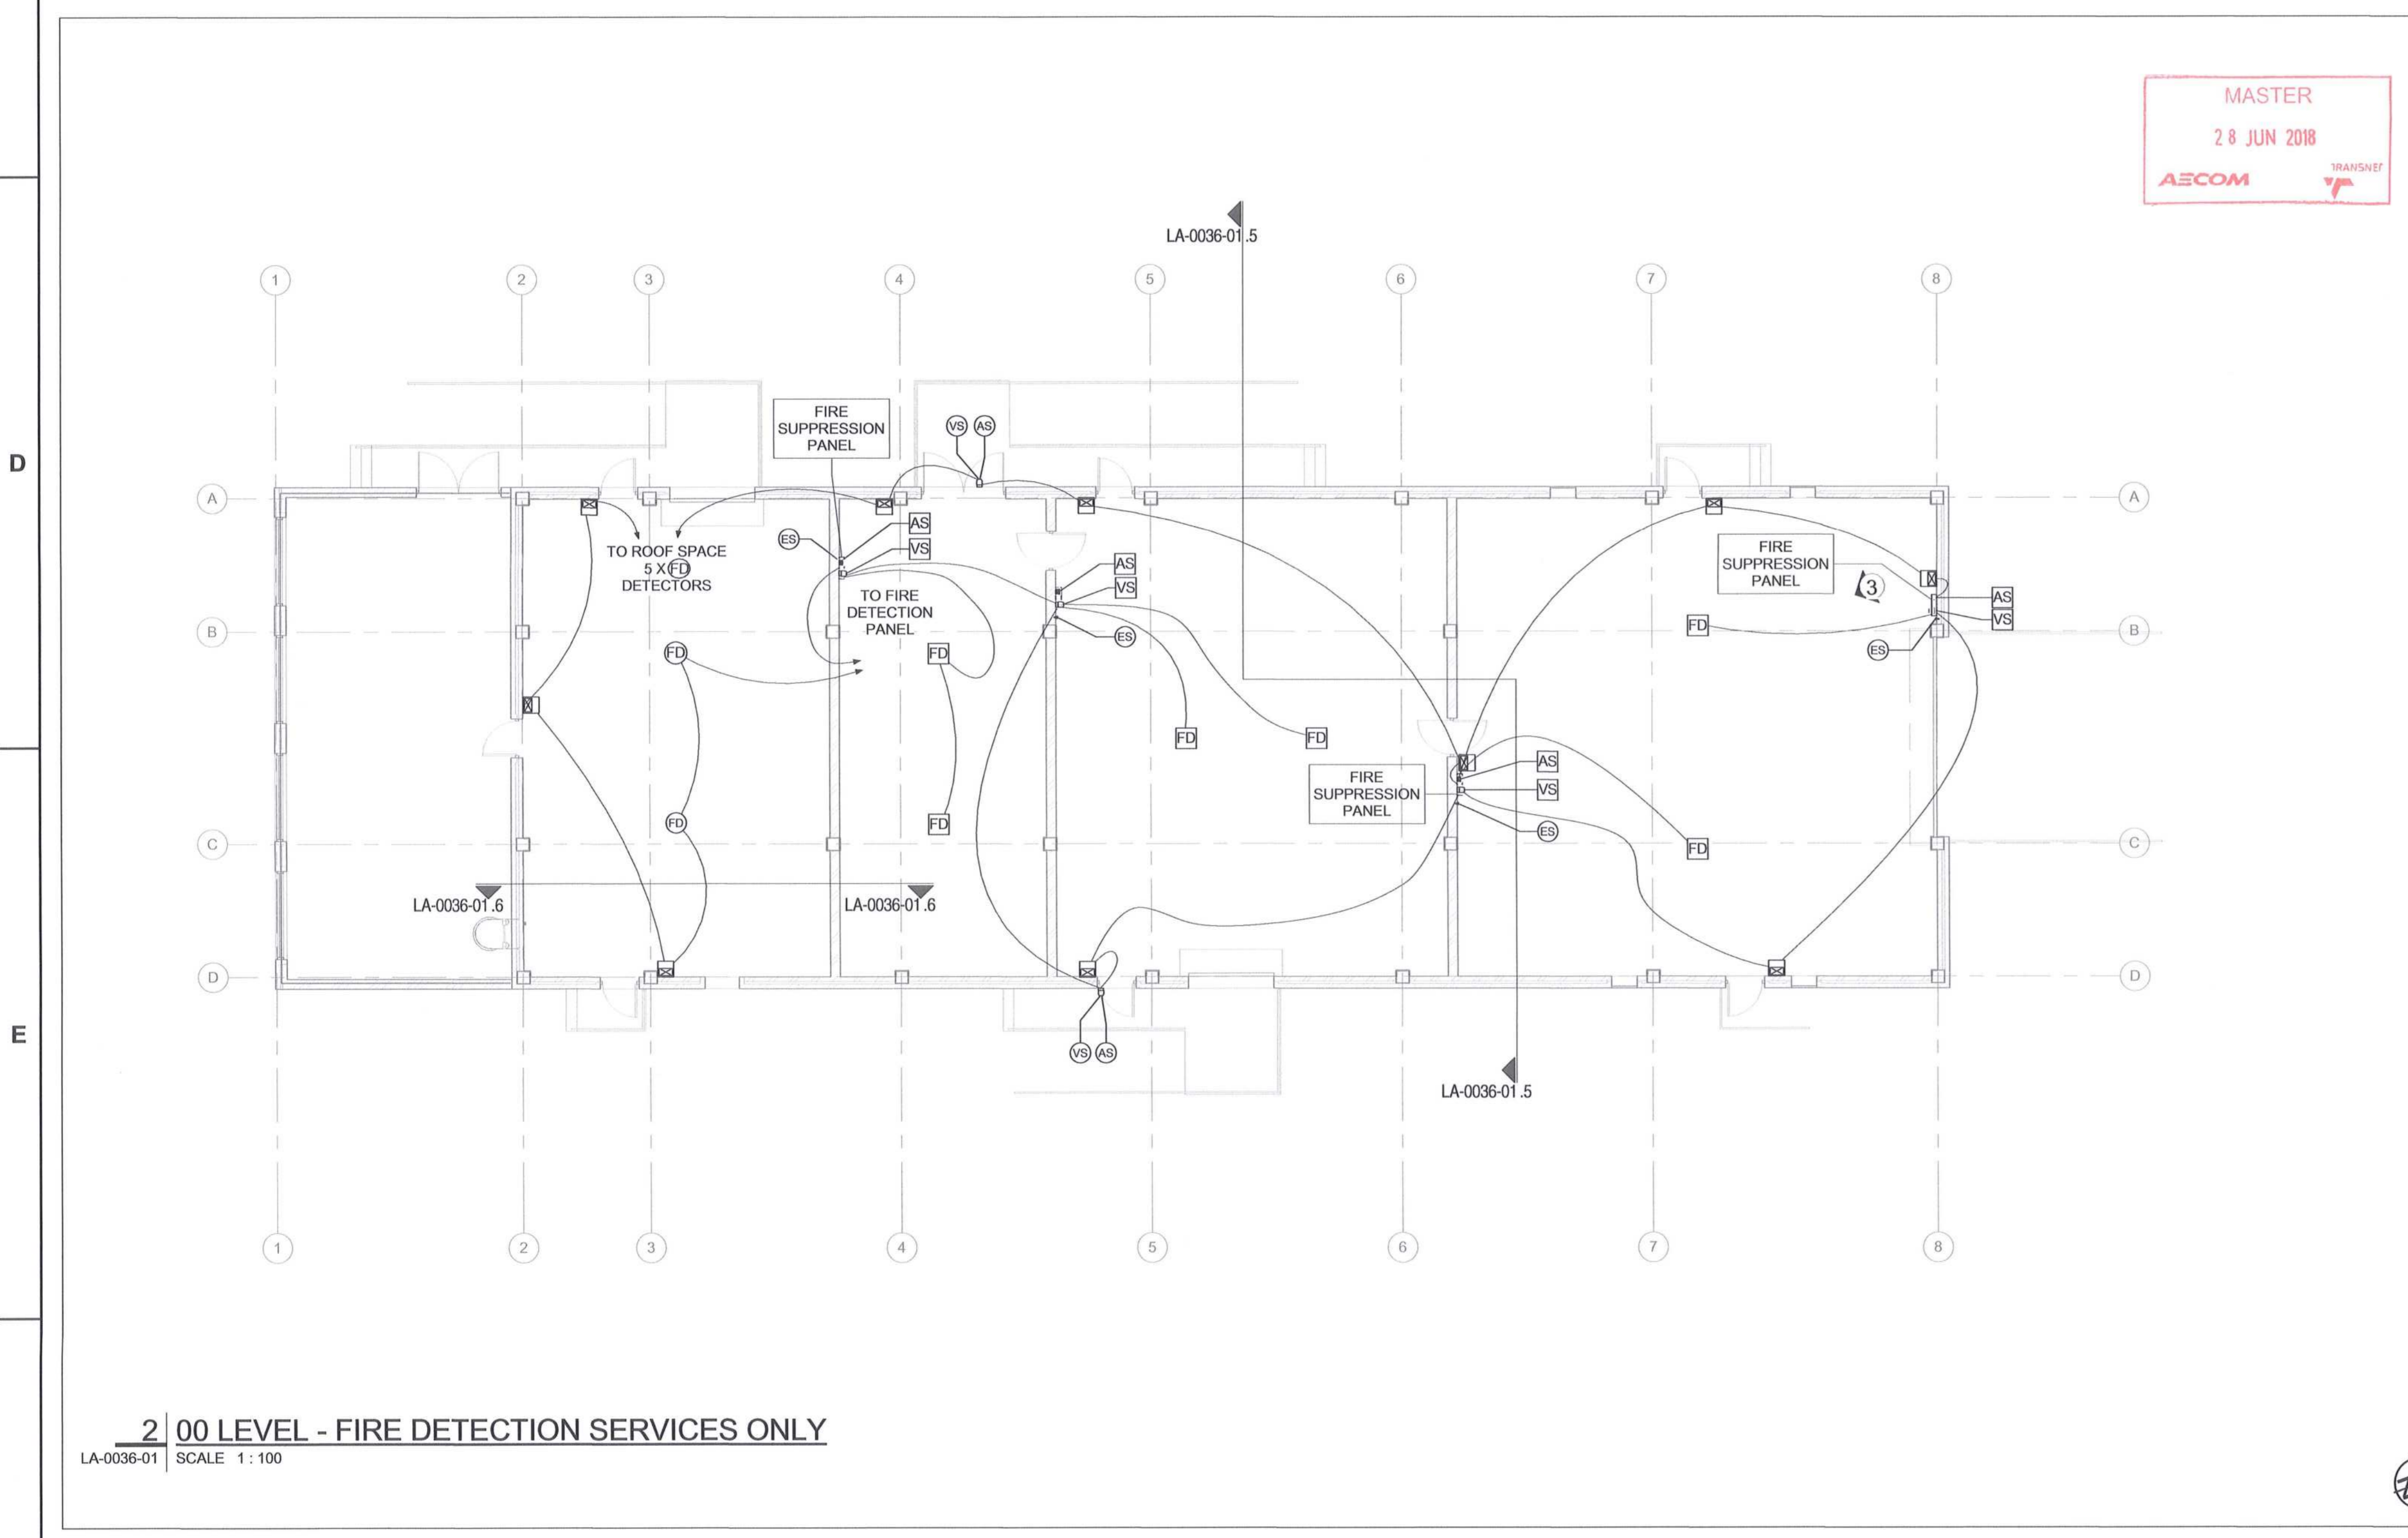 MASTER
28 JUN 2018
AECOM
TRANSNET
LA-0036-01.5
1 2 3 4 5 6 7 8
FIRE
SUPPRESSION
PANEL
VS AS
D
A A
AS
ES
VS
TO ROOF SPACE
5 X FD
DETECTORS
FIRE
SUPPRESSION
PANEL
3
AS
VS
AS
VS
TO FIRE
DETECTION
PANEL
FD
B B
ES
ES
FD
FD
FD FD
AS
FIRE
SUPPRESSION
PANEL
VS
FD
FD
ES
FD
C C
LA-0036-01.6
LA-0036-01.6
D D
E
VS AS
LA-0036-01.5
1 2 3 4 5 6 7 8
2 00 LEVEL - FIRE DETECTION SERVICES ONLY
LA-0036-01 SCALE 1 : 100